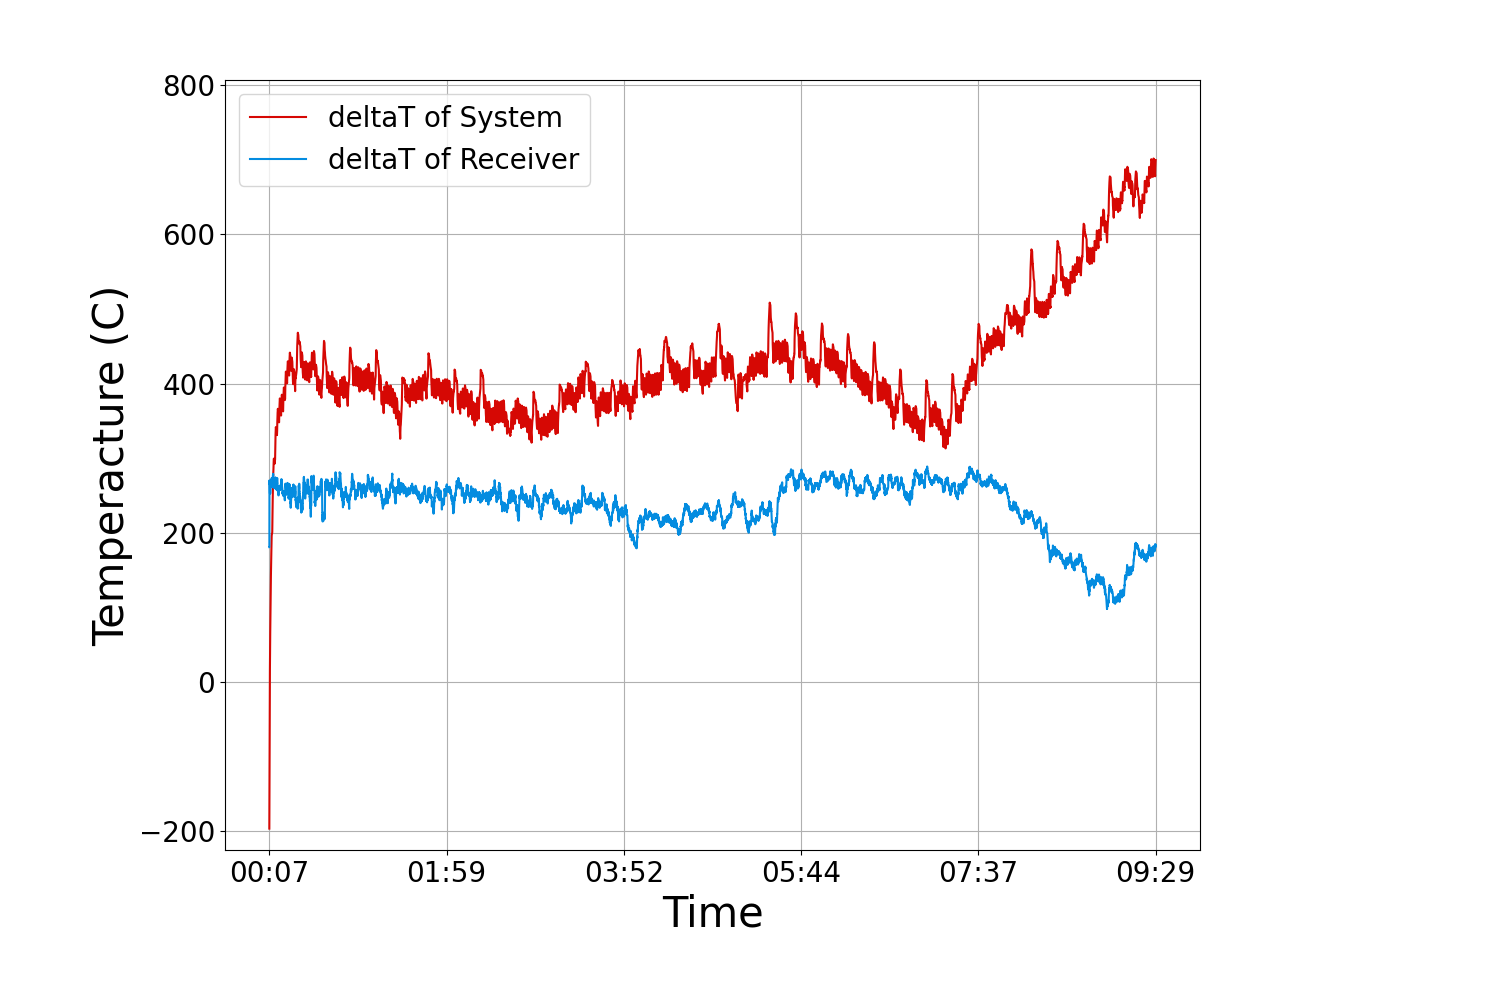 800
600
400
200
0
−200
deltaT of System
deltaT of Receiver
Temperacture (C)
00:07 01:59 03:52 05:44 07:37 09:29
Time